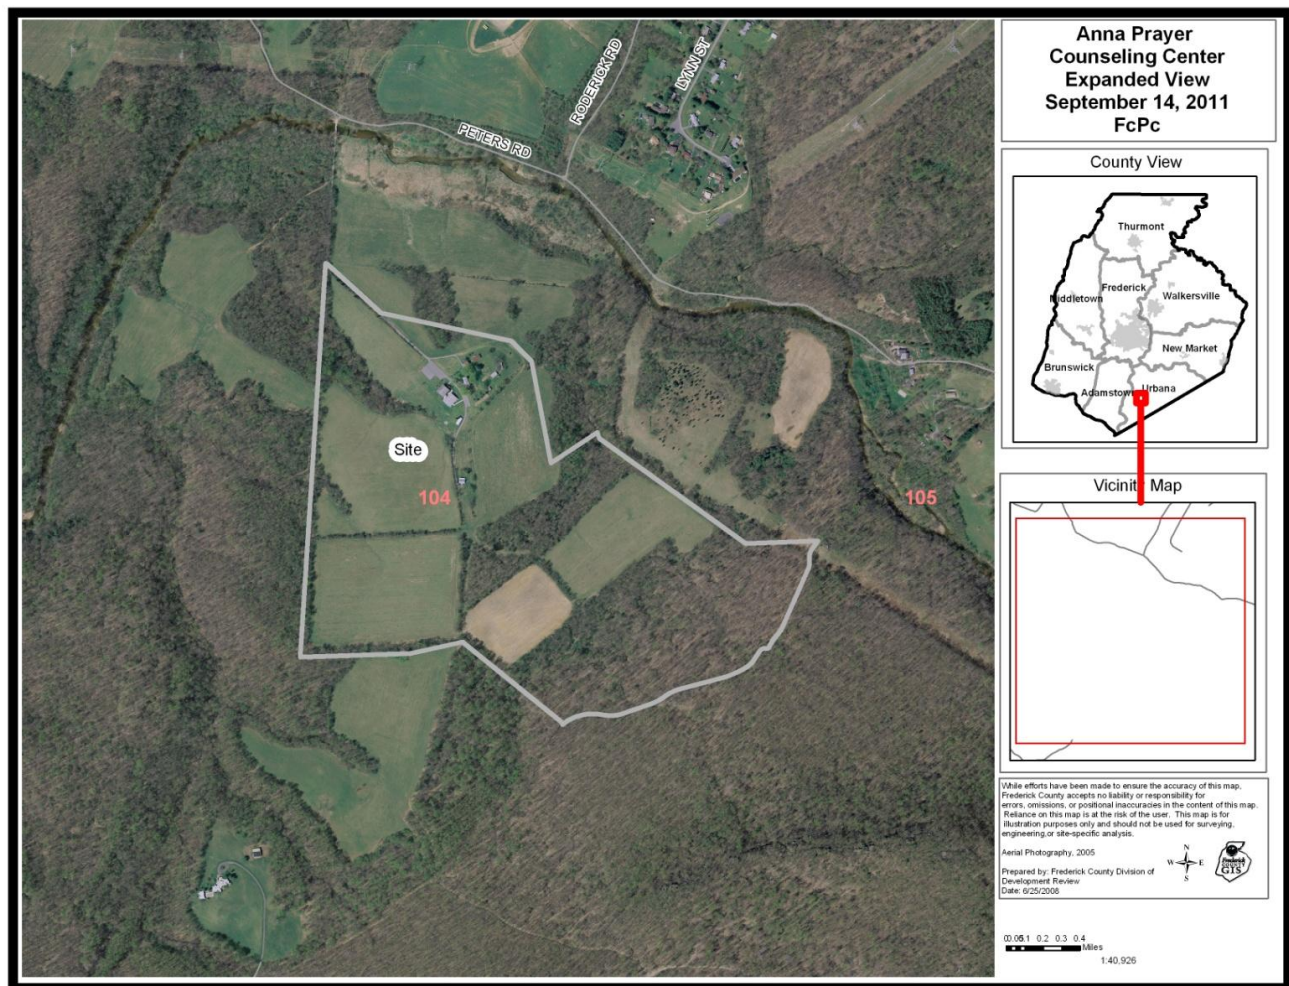 Anna Prayer
Counseling Center
Expanded View
September 14, 2011
FcPc
PETERS RD
RODERICK RD
LYNN ST
Site
104
105
County View
Thurmont
Frederick
Middletown
Walkersville
New Market
Brunswick
Adamstown
Urbana
Vicinity Map
While efforts have been made to ensure the accuracy of this map,
Frederick County accepts no liability or responsibility for
errors, omissions, or positional inaccuracies in the content of this map.
Reliance on this map is at the risk of the user. This map is for
illustration purposes only and should not be used for surveying,
engineering,or site-specific analysis.
Aerial Photography, 2005
Prepared by: Frederick County Division of
Development Review
Date: 6/25/2008
N
W E
S
Frederick
COUNTY
GIS
0 0.05 0.1 0.2 0.3 0.4
Miles
1:40,926